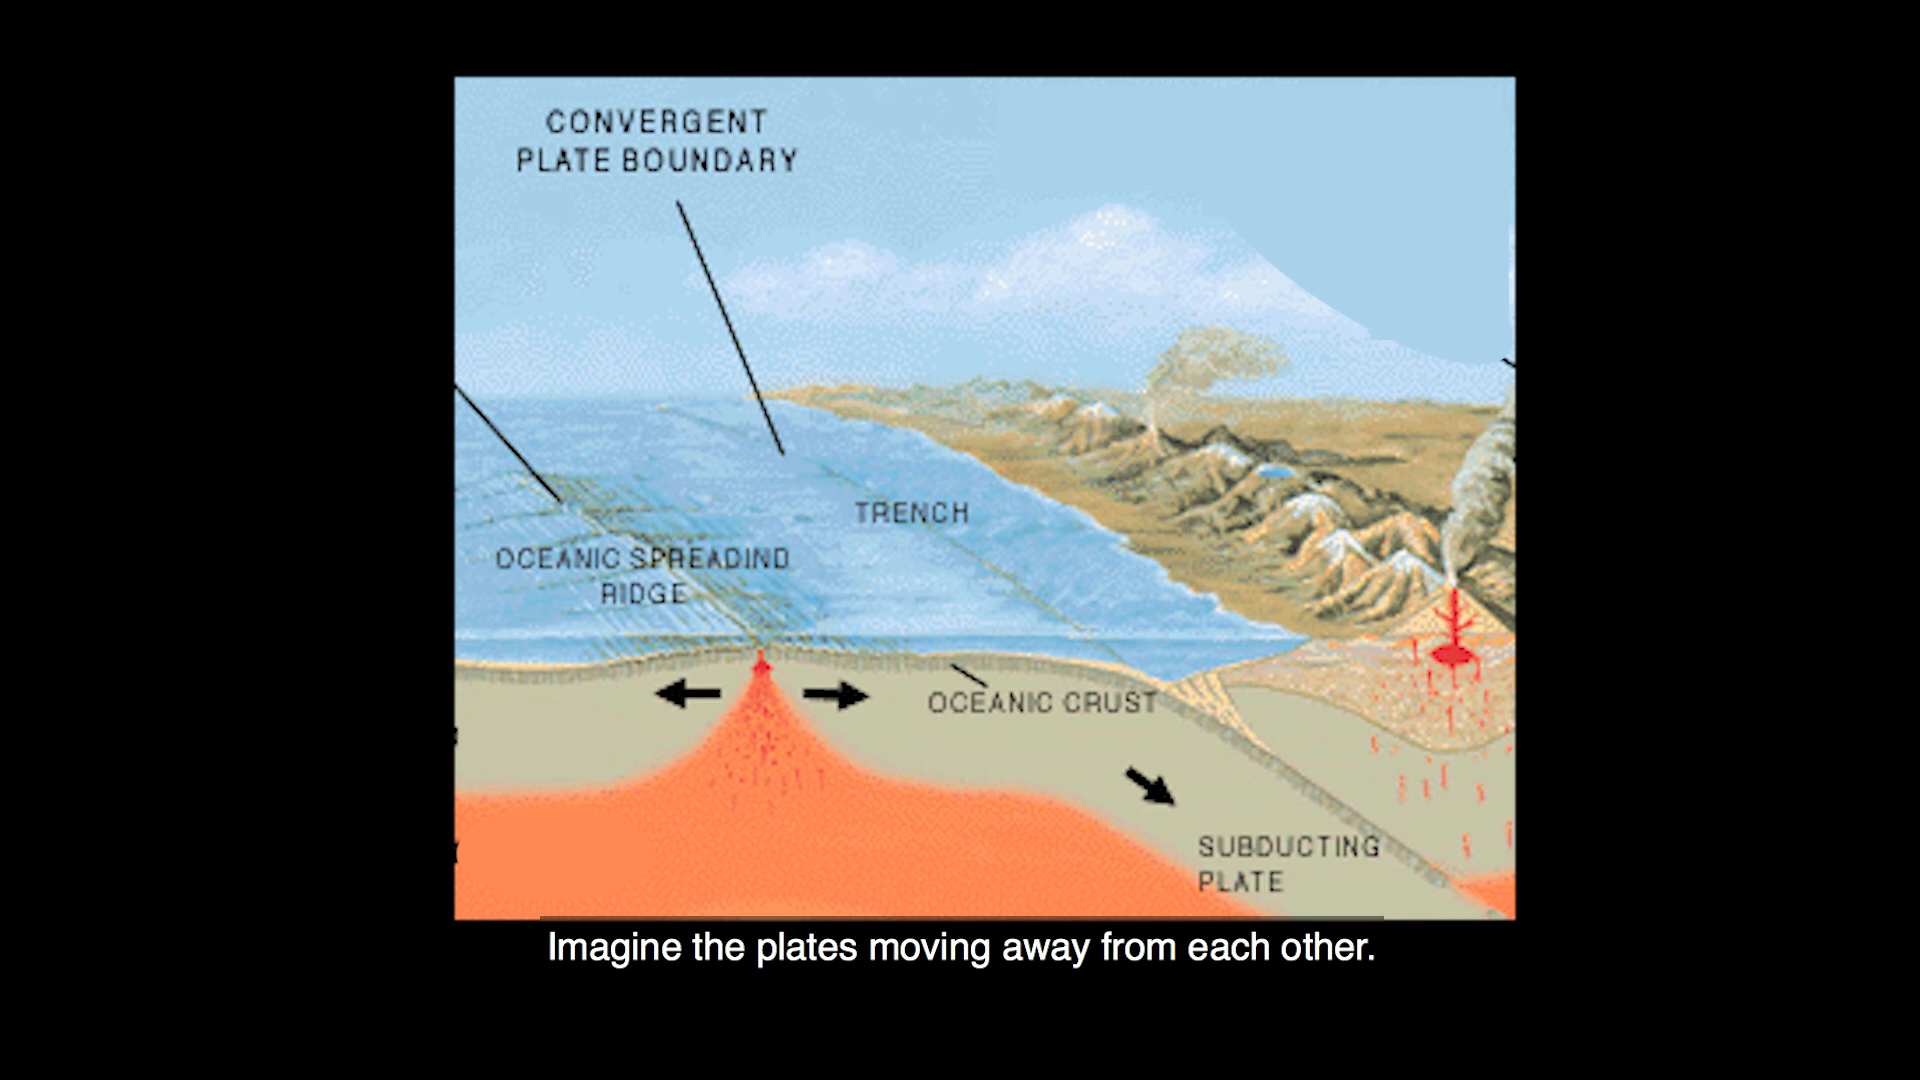 CONVERGENT
PLATE BOUNDARY
TRENCH
OCEANIC SPREADIND
RIDGE
OCEANIC CRUST
SUBDUCTING
PLATE
Imagine the plates moving away from each other.